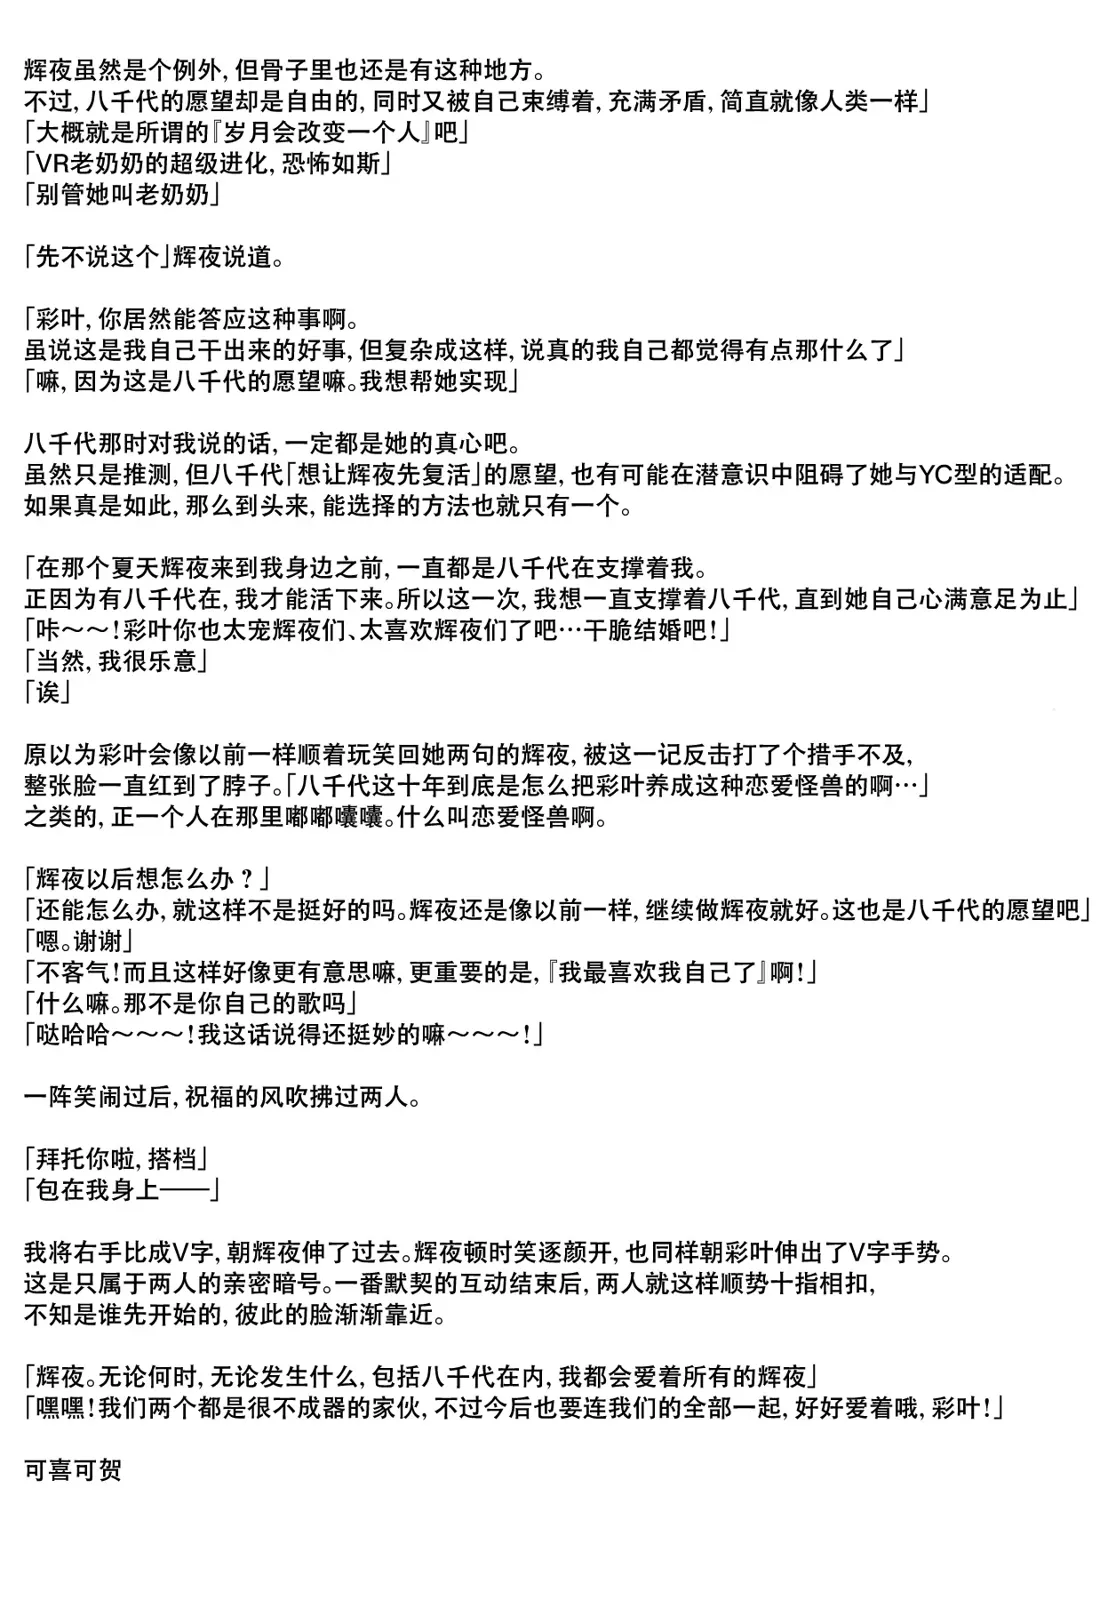 辉夜虽然是个例外，但骨子里也还是有这种地方。
不过，八千代的愿望却是自由的，同时又被自己束缚着，充满矛盾，简直就像人类一样」
「大概就是所谓的『岁月会改变一个人』吧」
「VR老奶奶的超级进化，恐怖如斯」
「别管她叫老奶奶」
「先不说这个」辉夜说道。
「彩叶，你居然能答应这种事啊。
虽说这是我自己干出来的好事，但复杂成这样，说真的我自己都觉得有点那什么了」
「嘛，因为这是八千代的愿望嘛。我想帮她实现」
八千代那时对我说的话，一定都是她的真心吧。
虽然只是推测，但八千代「想让辉夜先复活」的愿望，也有可能在潜意识中阻碍了她与YC型的适配。
如果真是如此，那么到头来，能选择的方法也就只有一个。
「在那个夏天辉夜来到我身边之前，一直都是八千代在支撑着我。
正因为有八千代在，我才能活下来。所以这一次，我想一直支撑着八千代，直到她自己心满意足为止」
「咔～～！彩叶你也太宠辉夜们、太喜欢辉夜们了吧…干脆结婚吧！」
「当然，我很乐意」
「诶」
原以为彩叶会像以前一样顺着玩笑回她两句的辉夜，被这一记反击打了个措手不及，
整张脸一直红到了脖子。「八千代这十年到底是怎么把彩叶养成这种恋爱怪兽的啊…」
之类的，正一个人在那里嘟嘟囔囔。什么叫恋爱怪兽啊。
「辉夜以后想怎么办？」
「还能怎么办，就这样不是挺好的吗。辉夜还是像以前一样，继续做辉夜就好。这也是八千代的愿望吧」
「嗯。谢谢」
「不客气！而且这样好像更有意思嘛，更重要的是，『我最喜欢我自己了』啊！」
「什么嘛。那不是你自己的歌吗」
「哒哈哈～～～！我这话说得还挺妙的嘛～～～！」
一阵笑闹过后，祝福的风吹拂过两人。
「拜托你啦，搭档」
「包在我身上——」
我将右手比成V字，朝辉夜伸了过去。辉夜顿时笑逐颜开，也同样朝彩叶伸出了V字手势。
这是只属于两人的亲密暗号。一番默契的互动结束后，两人就这样顺势十指相扣，
不知是谁先开始的，彼此的脸渐渐靠近。
「辉夜。无论何时，无论发生什么，包括八千代在内，我都会爱着所有的辉夜」
「嘿嘿！我们两个都是很不成器的家伙，不过今后也要连我们的全部一起，好好爱着哦，彩叶！」
可喜可贺